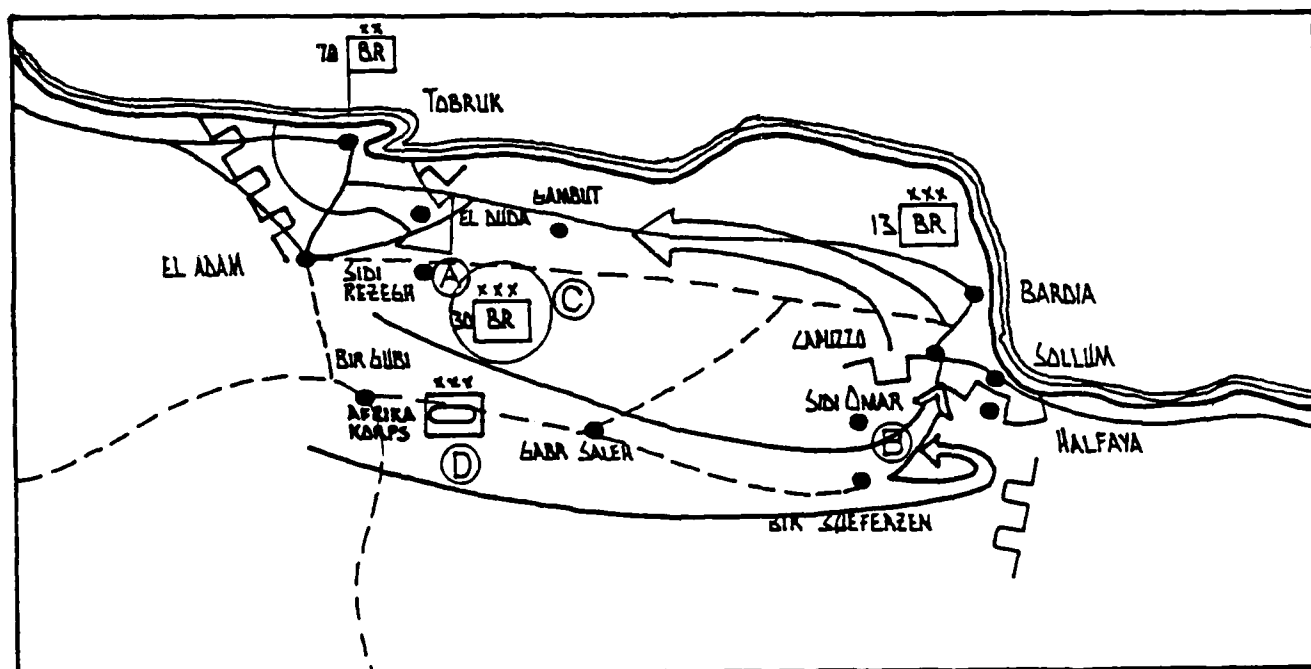 XX
70 BR
TOBRUK
XXX
13 BR
GAMBUT
EL DUDA
EL ADAM
SIDI
REZEGH
A
C
BARDIA
XXX
30 BR
CAPUZZO
SOLLUM
BIR GUBI
XXX
AFRIKA
KORPS
SIDI OMAR
B
HALFAYA
D
GABR SALEH
BIR SHEFERZEN